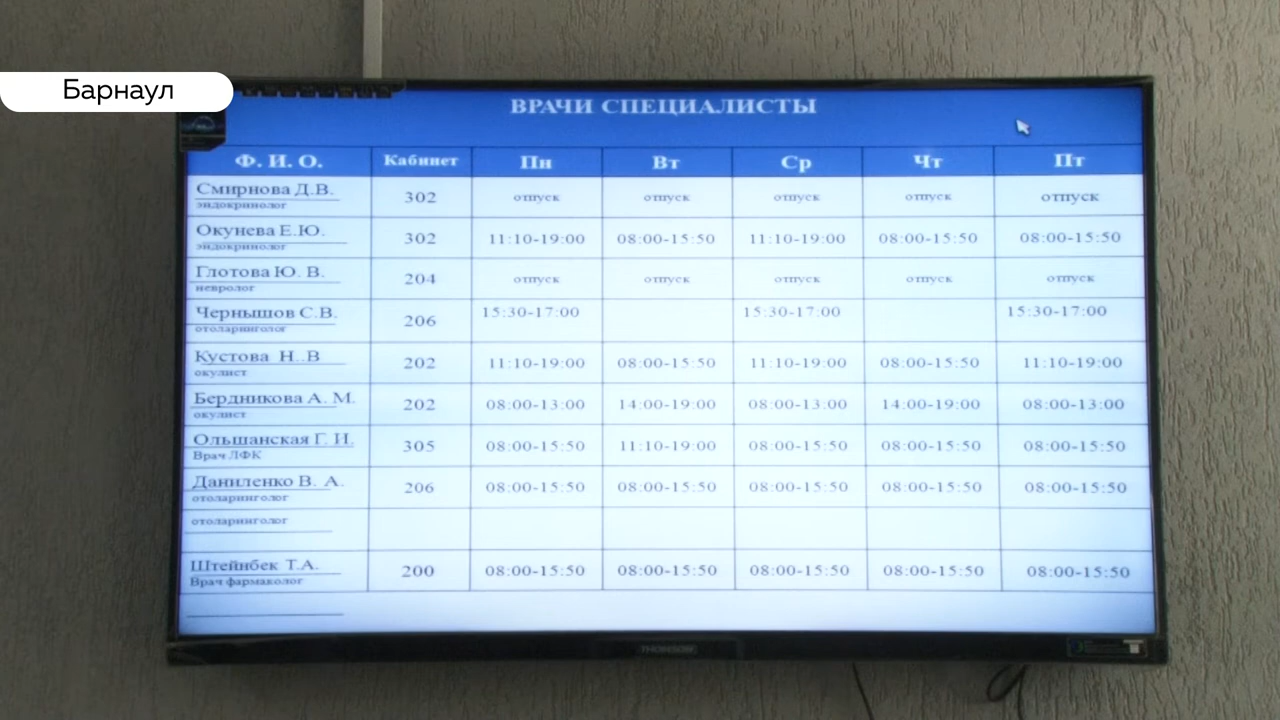 Барнаул
ВРАЧИ СПЕЦИАЛИСТЫ
Ф. И. О. Кабинет Пн Вт Ср Чт Пт
Смирнова Д.В. 302 отпуск отпуск отпуск отпуск отпуск
эндокринолог
Окунева Е.Ю. 302 11:10-19:00 08:00-15:50 11:10-19:00 08:00-15:50 08:00-15:50
эндокринолог
Глотова Ю. В. 204 отпуск отпуск отпуск отпуск отпуск
невролог
Чернышов С.В. 206 15:30-17:00 15:30-17:00 15:30-17:00
отоларинголог
Кустова Н..В 202 11:10-19:00 08:00-15:50 11:10-19:00 08:00-15:50 11:10-19:00
окулист
Бердникова А. М. 202 08:00-13:00 14:00-19:00 08:00-13:00 14:00-19:00 08:00-13:00
окулист
Ольшанская Г. И. 305 08:00-15:50 11:10-19:00 08:00-15:50 08:00-15:50 08:00-15:50
Врач ЛФК
Даниленко В. А. 206 08:00-15:50 08:00-15:50 08:00-15:50 08:00-15:50 08:00-15:50
отоларинголог
отоларинголог
Штейнбек Т.А. 200 08:00-15:50 08:00-15:50 08:00-15:50 08:00-15:50 08:00-15:50
Врач фармаколог
THOMSON